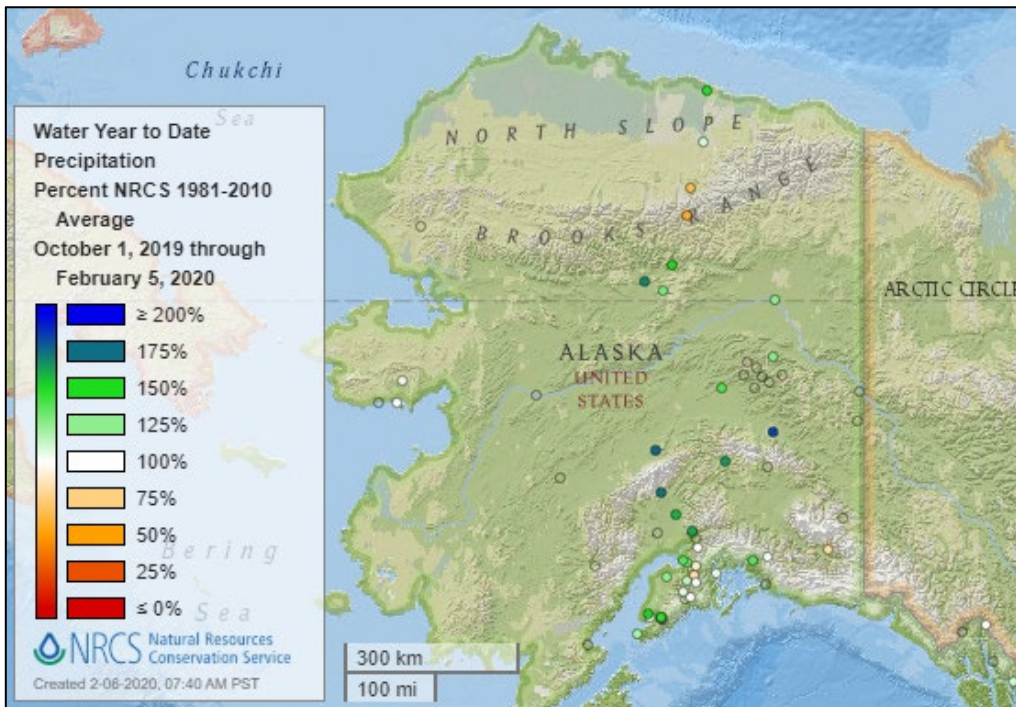 Chukchi
Sea
NORTH SLOPE
BROOKS RANGE
ARCTIC CIRCLE
ALASKA
UNITED
STATES
Bering
Sea
Water Year to Date
Precipitation
Percent NRCS 1981-2010
Average
October 1, 2019 through
February 5, 2020
≥ 200%
175%
150%
125%
100%
75%
50%
25%
≤ 0%
NRCS Natural Resources
Conservation Service
Created 2-06-2020, 07:40 AM PST
300 km
100 mi